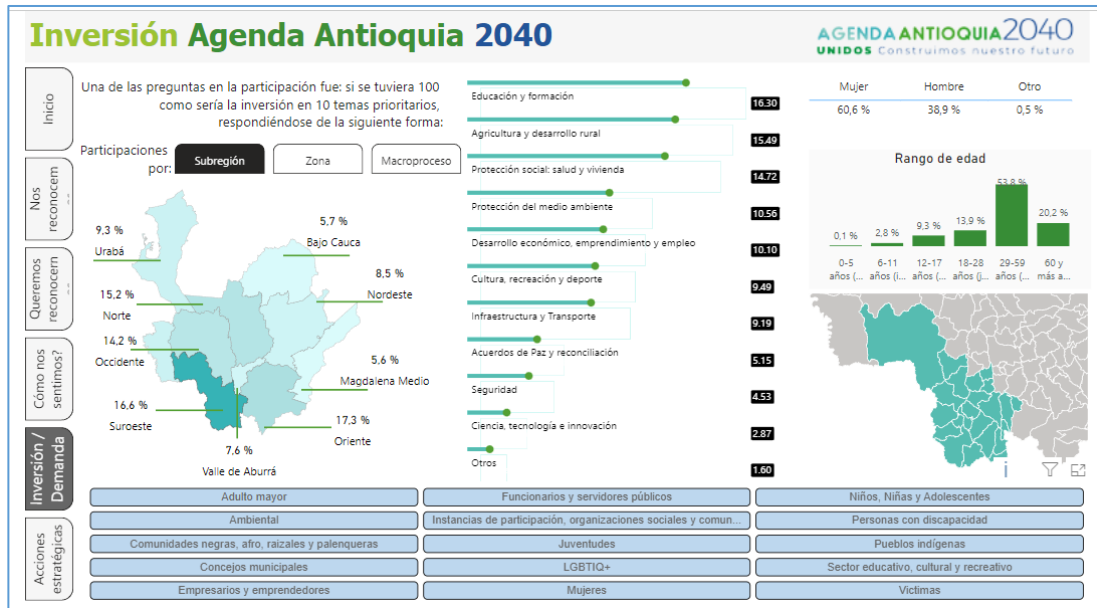 Inversión Agenda Antioquia 2040
AGENDA ANTIOQUIA 2040
UNIDOS Construimos nuestro futuro
Inicio
Nos
reconocem
...
Queremos
reconocern
...
Cómo nos
sentimos?
Inversión /
Demanda
Acciones
estratégicas
Una de las preguntas en la participación fue: si se tuviera 100
como sería la inversión en 10 temas prioritarios,
respondiéndose de la siguiente forma:
Participaciones
por:
Subregión
Zona
Macroproceso
9,3 %
Urabá
5,7 %
Bajo Cauca
8,5 %
Nordeste
15,2 %
Norte
14,2 %
Occidente
5,6 %
Magdalena Medio
16,6 %
Suroeste
17,3 %
Oriente
7,6 %
Valle de Aburrá
Educación y formación
16.30
Agricultura y desarrollo rural
15.49
Protección social: salud y vivienda
14.72
Protección del medio ambiente
10.56
Desarrollo económico, emprendimiento y empleo
10.10
Cultura, recreación y deporte
9.49
Infraestructura y Transporte
9.19
Acuerdos de Paz y reconciliación
5.15
Seguridad
4.53
Ciencia, tecnología e innovación
2.87
Otros
1.60
Mujer Hombre Otro
60,6 % 38,9 % 0,5 %
Rango de edad
0,1 % 2,8 % 9,3 % 13,9 % 53,8 % 20,2 %
0-5 6-11 12-17 18-28 29-59 60 y
años (... años (i... años (... años (j... años (... más a...
i
Adulto mayor
Funcionarios y servidores públicos
Niños, Niñas y Adolescentes
Ambiental
Instancias de participación, organizaciones sociales y comun...
Personas con discapacidad
Comunidades negras, afro, raizales y palenqueras
Juventudes
Pueblos indígenas
Concejos municipales
LGBTIQ+
Sector educativo, cultural y recreativo
Empresarios y emprendedores
Mujeres
Victimas